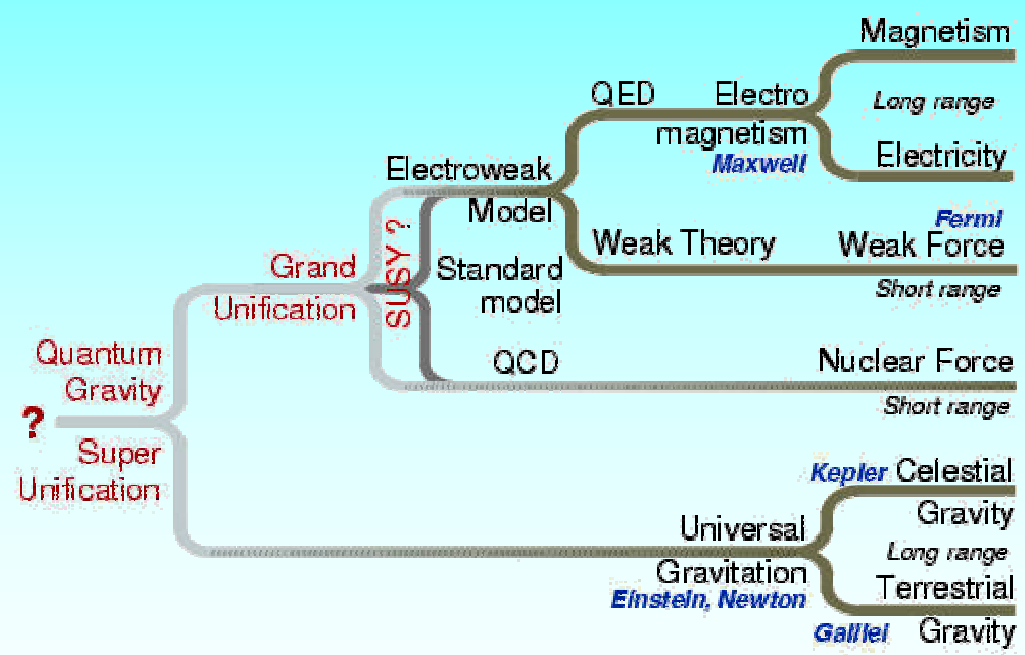 Magnetism
QED Electro
Long range
magnetism
Maxwell
Electricity
Electroweak
Model
Fermi
Weak Theory Weak Force
Short range
SUSY ?
Grand
Unification
Standard
model
QCD
Nuclear Force
Short range
Quantum
Gravity
?
Super
Unification
Kepler Celestial
Gravity
Long range
Universal
Gravitation
Einstein, Newton
Terrestrial
Galilei Gravity